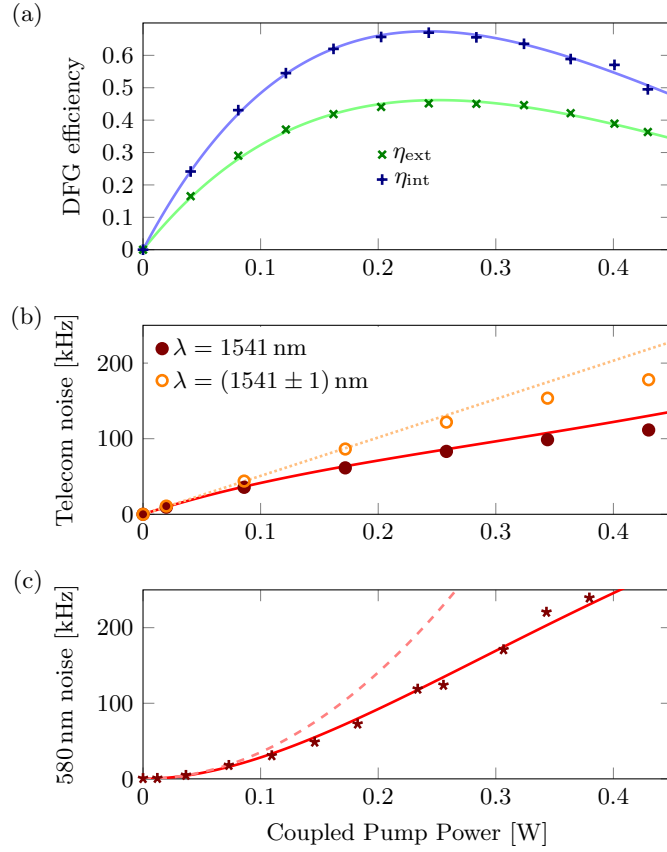 (a)
DFG efficiency
0.6
0.5
0.4
0.3
0.2
0.1
0
η_ext
η_int
0 0.1 0.2 0.3 0.4
(b)
Telecom noise [kHz]
200
100
0
λ = 1541 nm
λ = (1541 ± 1) nm
0 0.1 0.2 0.3 0.4
(c)
580 nm noise [kHz]
200
100
0
0 0.1 0.2 0.3 0.4
Coupled Pump Power [W]